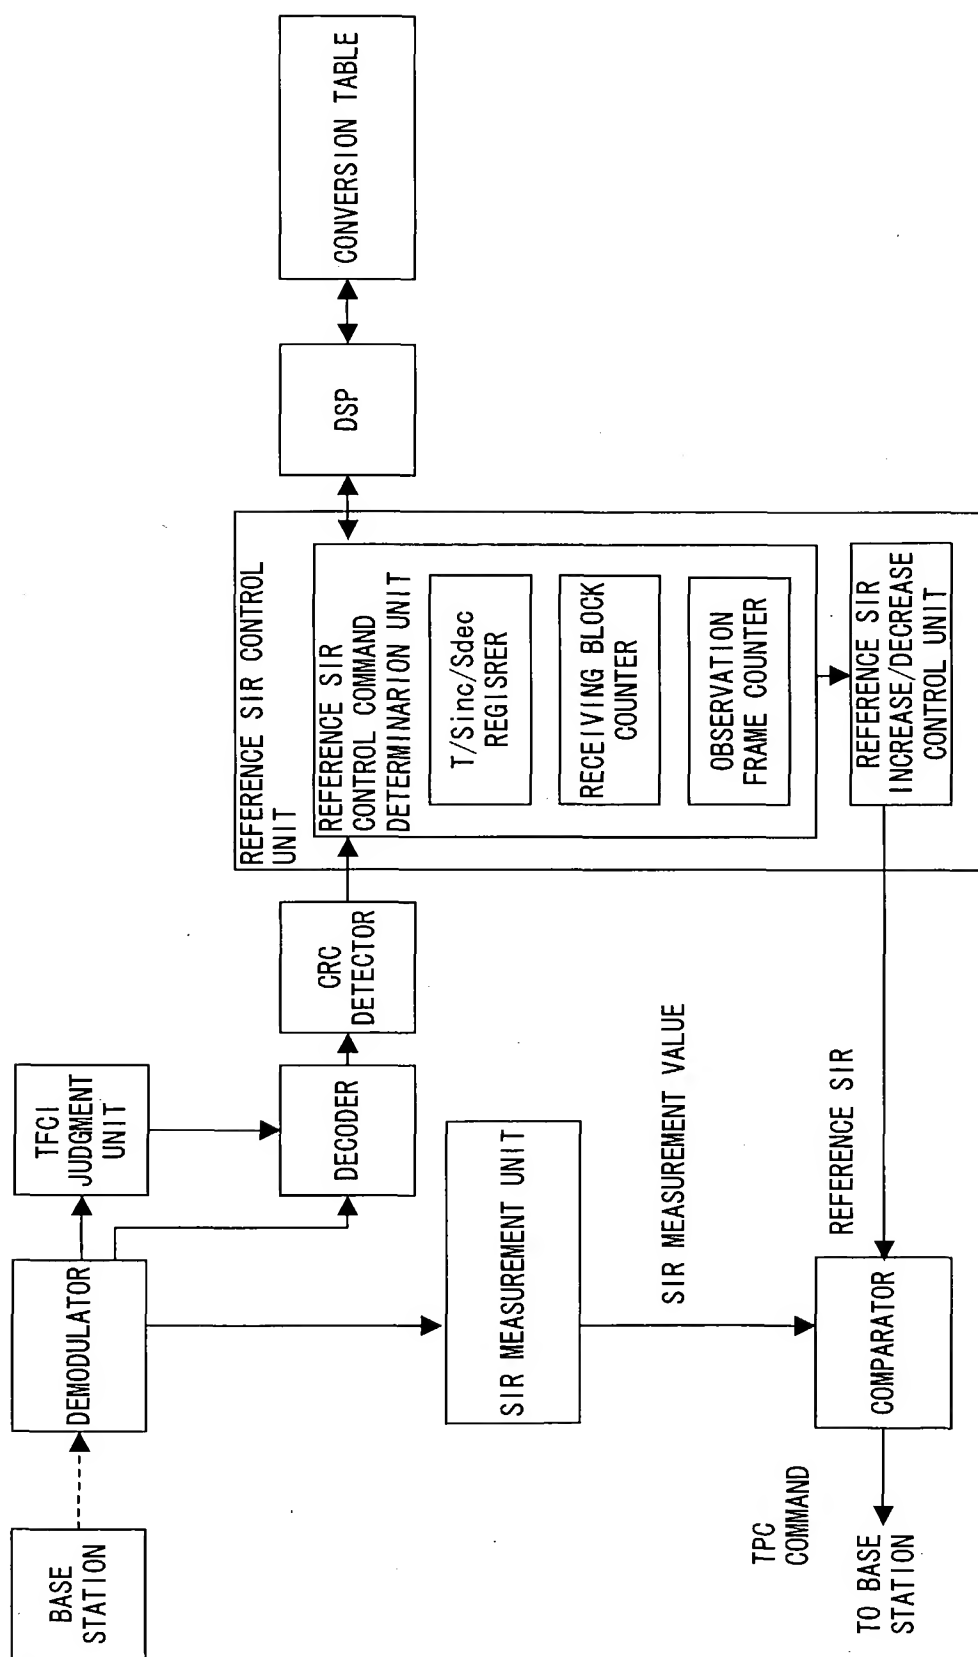 BASE
STATION
DEMODULATOR
TFCI
JUDGMENT
UNIT
DECODER
CRC
DETECTOR
REFERENCE SIR CONTROL
UNIT
REFERENCE SIR
CONTROL COMMAND
DETERMINARION UNIT
T/Sinc/Sdec
REGISRER
RECEIVING BLOCK
COUNTER
OBSERVATION
FRAME COUNTER
REFERENCE SIR
INCREASE/DECREASE
CONTROL UNIT
DSP
CONVERSION TABLE
SIR MEASUREMENT UNIT
SIR MEASUREMENT VALUE
REFERENCE SIR
COMPARATOR
TPC
COMMAND
TO BASE
STATION